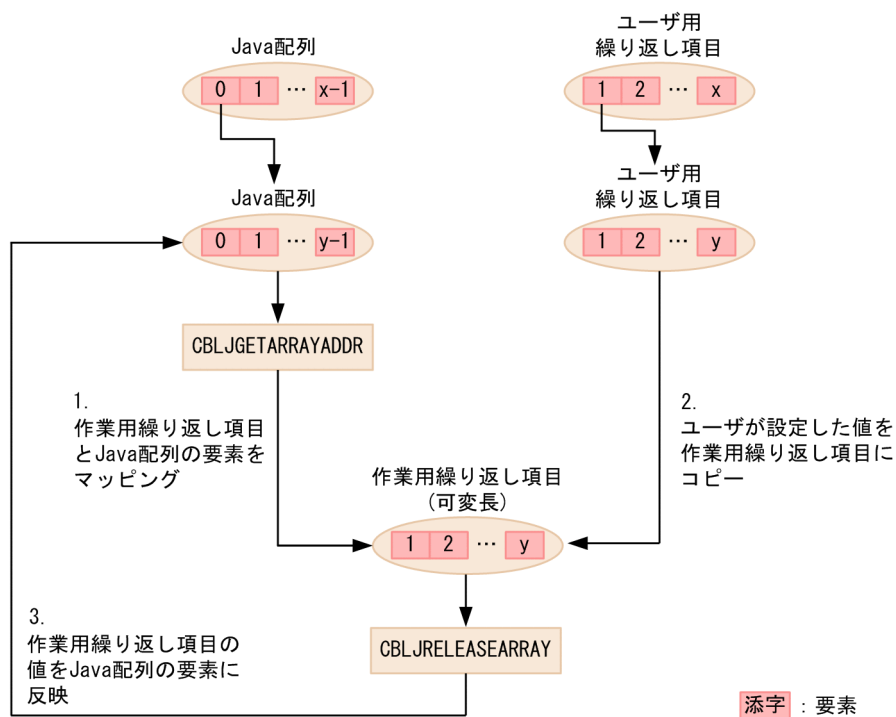 Java配列
0 1 … x-1
ユーザ用
繰り返し項目
1 2 … x
Java配列
0 1 … y-1
ユーザ用
繰り返し項目
1 2 … y
CBLJGETARRAYADDR
1.
作業用繰り返し項目
とJava配列の要素を
マッピング
2.
ユーザが設定した値を
作業用繰り返し項目に
コピー
作業用繰り返し項目
(可変長)
1 2 … y
CBLJRELEASEARRAY
3.
作業用繰り返し項目の
値をJava配列の要素に
反映
添字 : 要素